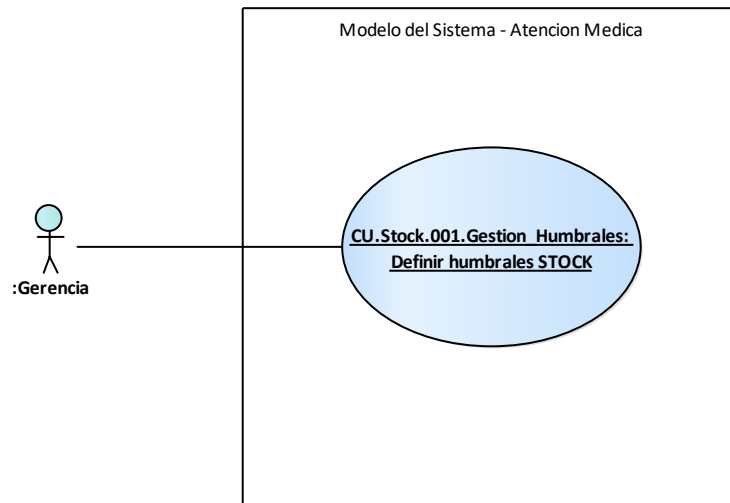 Modelo del Sistema - Atencion Medica
CU.Stock.001.Gestion_Humbrales:
Definir humbrales STOCK
:Gerencia